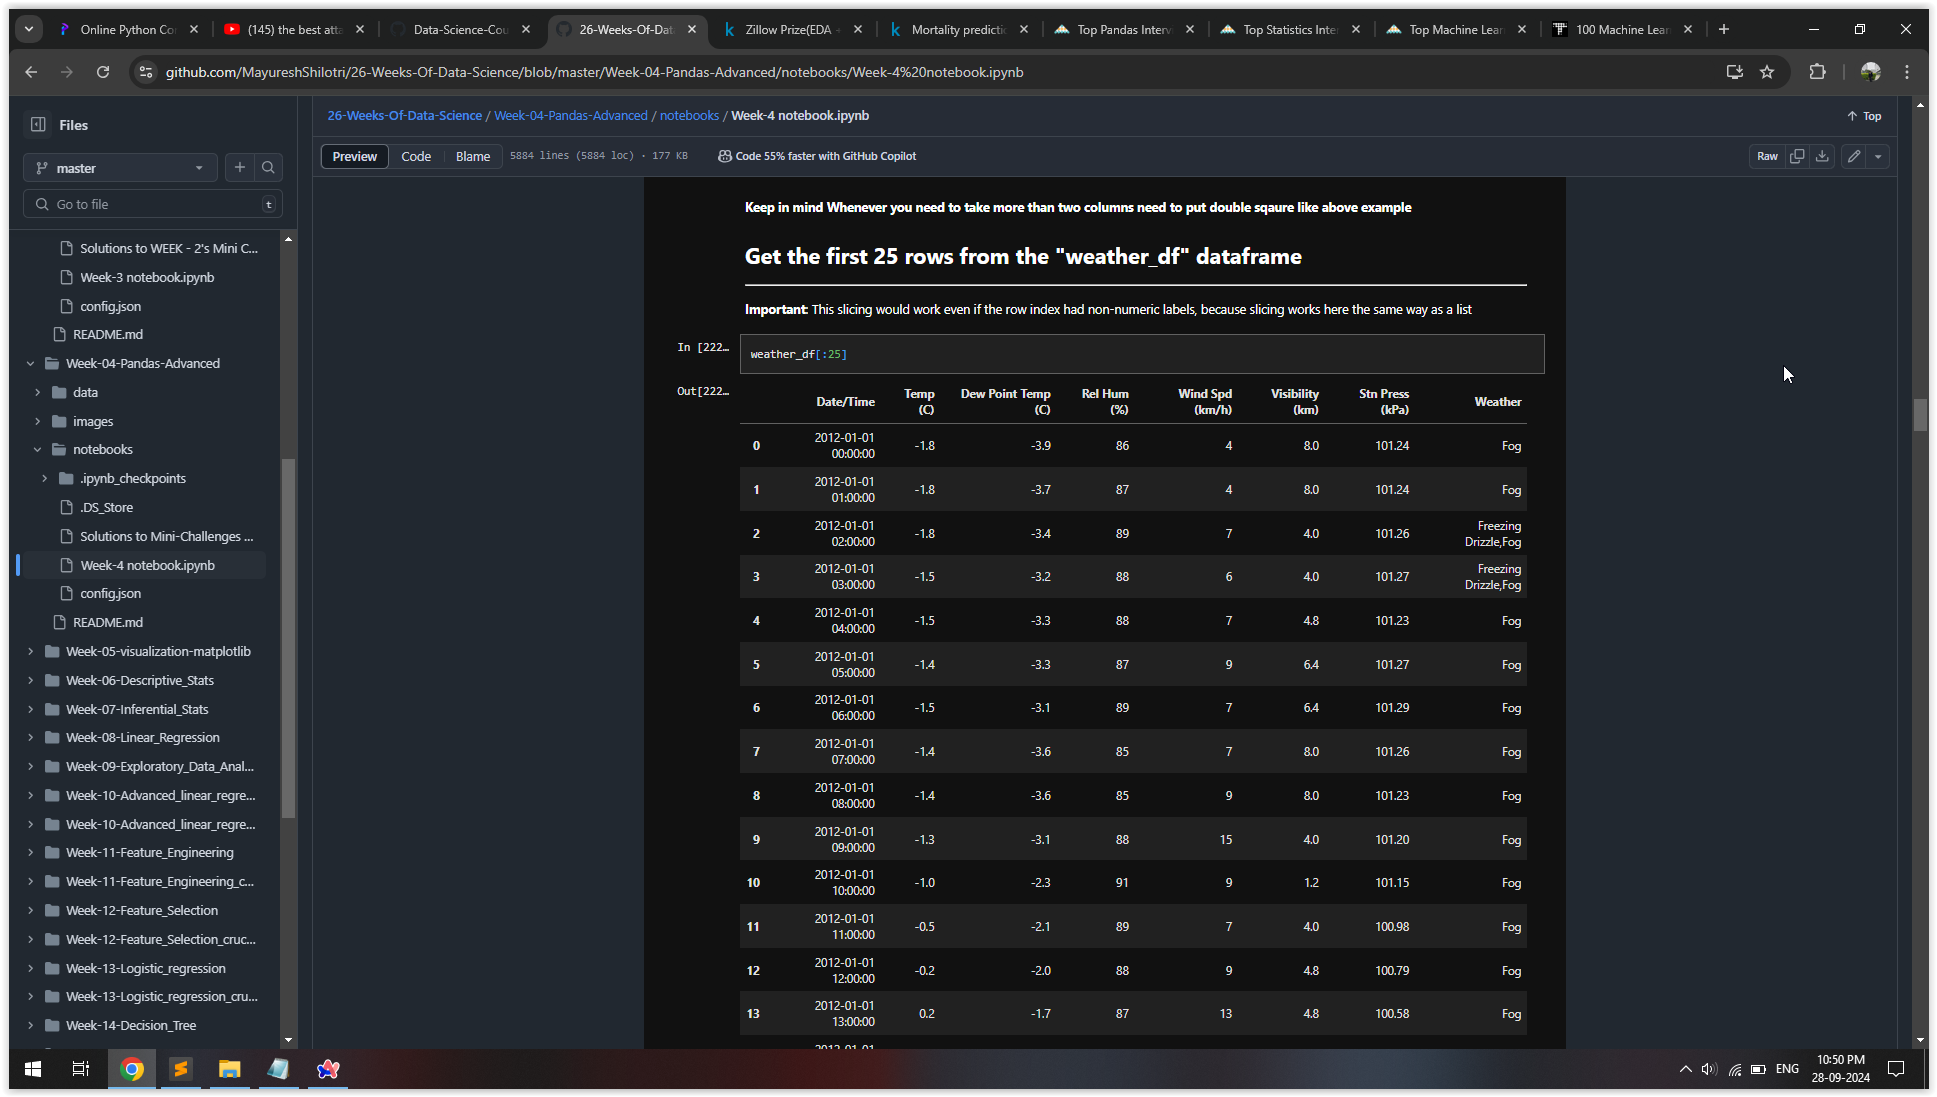 Online Python Co
(145) the best atta
Data-Science-Cou
26-Weeks-Of-Dat
Zillow Prize(EDA
Mortality predictic
Top Pandas Interv
Top Statistics Inte
Top Machine Lear
100 Machine Lear
github.com/MayureshShilotri/26-Weeks-Of-Data-Science/blob/master/Week-04-Pandas-Advanced/notebooks/Week-4%20notebook.ipynb
Files
master
Go to file
t
Solutions to WEEK - 2's Mini C...
Week-3 notebook.ipynb
config.json
README.md
Week-04-Pandas-Advanced
data
images
notebooks
.ipynb_checkpoints
.DS_Store
Solutions to Mini-Challenges ...
Week-4 notebook.ipynb
config.json
README.md
Week-05-visualization-matplotlib
Week-06-Descriptive_Stats
Week-07-Inferential_Stats
Week-08-Linear_Regression
Week-09-Exploratory_Data_Anal...
Week-10-Advanced_linear_regre...
Week-10-Advanced_linear_regre...
Week-11-Feature_Engineering
Week-11-Feature_Engineering_c...
Week-12-Feature_Selection
Week-12-Feature_Selection_cruc...
Week-13-Logistic_regression
Week-13-Logistic_regression_cru...
Week-14-Decision_Tree
26-Weeks-Of-Data-Science / Week-04-Pandas-Advanced / notebooks / Week-4 notebook.ipynb
Top
Preview Code Blame 5884 lines (5884 loc) · 177 KB Code 55% faster with GitHub Copilot
Raw
Keep in mind Whenever you need to take more than two columns need to put double sqaure like above example
Get the first 25 rows from the "weather_df" dataframe
Important: This slicing would work even if the row index had non-numeric labels, because slicing works here the same way as a list
In [222...
weather_df[:25]
Out[222...
Date/Time Temp (C) Dew Point Temp (C) Rel Hum (%) Wind Spd (km/h) Visibility (km) Stn Press (kPa) Weather
0 2012-01-01 00:00:00 -1.8 -3.9 86 4 8.0 101.24 Fog
1 2012-01-01 01:00:00 -1.8 -3.7 87 4 8.0 101.24 Fog
2 2012-01-01 02:00:00 -1.8 -3.4 89 7 4.0 101.26 Freezing Drizzle,Fog
3 2012-01-01 03:00:00 -1.5 -3.2 88 6 4.0 101.27 Freezing Drizzle,Fog
4 2012-01-01 04:00:00 -1.5 -3.3 88 7 4.8 101.23 Fog
5 2012-01-01 05:00:00 -1.4 -3.3 87 9 6.4 101.27 Fog
6 2012-01-01 06:00:00 -1.5 -3.1 89 7 6.4 101.29 Fog
7 2012-01-01 07:00:00 -1.4 -3.6 85 7 8.0 101.26 Fog
8 2012-01-01 08:00:00 -1.4 -3.6 85 9 8.0 101.23 Fog
9 2012-01-01 09:00:00 -1.3 -3.1 88 15 4.0 101.20 Fog
10 2012-01-01 10:00:00 -1.0 -2.3 91 9 1.2 101.15 Fog
11 2012-01-01 11:00:00 -0.5 -2.1 89 7 4.0 100.98 Fog
12 2012-01-01 12:00:00 -0.2 -2.0 88 9 4.8 100.79 Fog
13 2012-01-01 13:00:00 0.2 -1.7 87 13 4.8 100.58 Fog
ENG
10:50 PM
28-09-2024